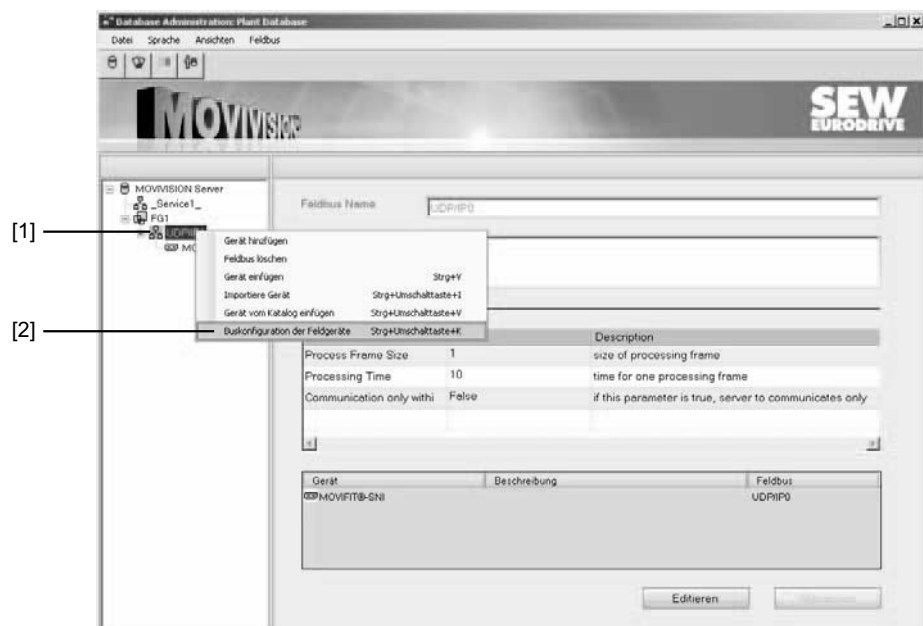 Database Administration: Plant Database
Datei Sprache Ansichten Feldbus
MOVIVISION®
SEW
EURODRIVE
MOVIVISION Server
_Service1_
FG1
[1]
UDP/IP
MO
Feldbus Name
UDP/IP0
Gerät hinzufügen
Feldbus löschen
Gerät einfügen Strg+V
Importiere Gerät Strg+Umschalttaste+I
Gerät vom Katalog einfügen Strg+Umschalttaste+V
[2]
Buskonfiguration der Feldgeräte Strg+Umschalttaste+K
Description
Process Frame Size 1 size of processing frame
Processing Time 10 time for one processing frame
Communication only withi False if this parameter is true, server to communicates only
Gerät Beschreibung Feldbus
MOVIFIT®-SNI UDP/IP0
Editieren